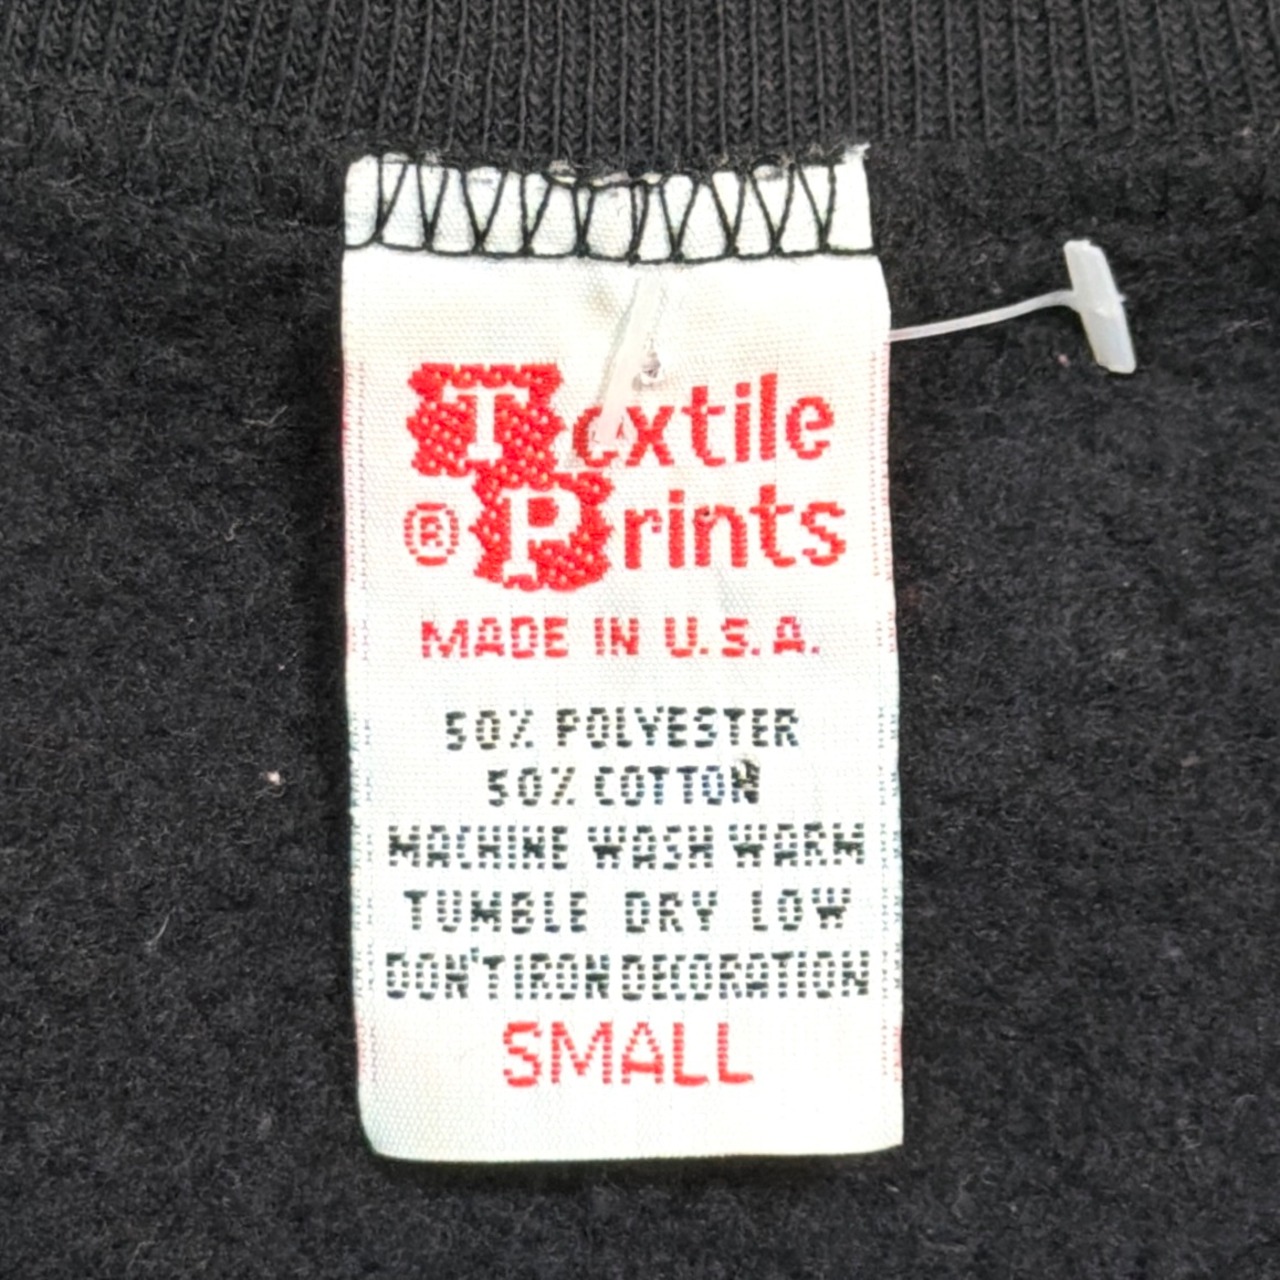 Textile
® Prints
MADE IN U.S.A.
50% POLYESTER
50% COTTON
MACHINE WASH WARM
TUMBLE DRY LOW
DON'T IRON DECORATION
SMALL